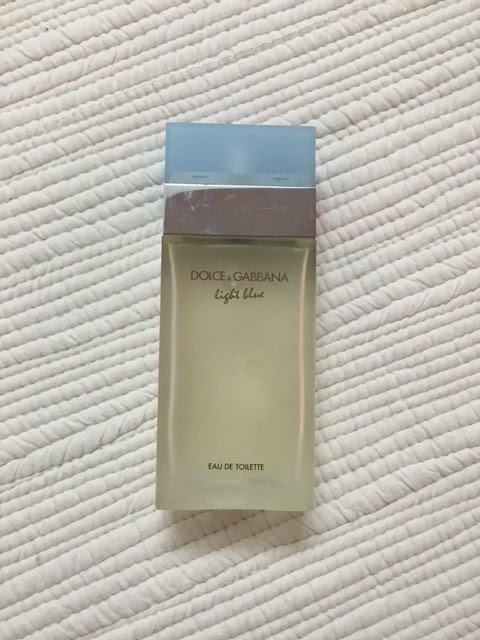 DOLCE & GABBANA
light blue
EAU DE TOILETTE